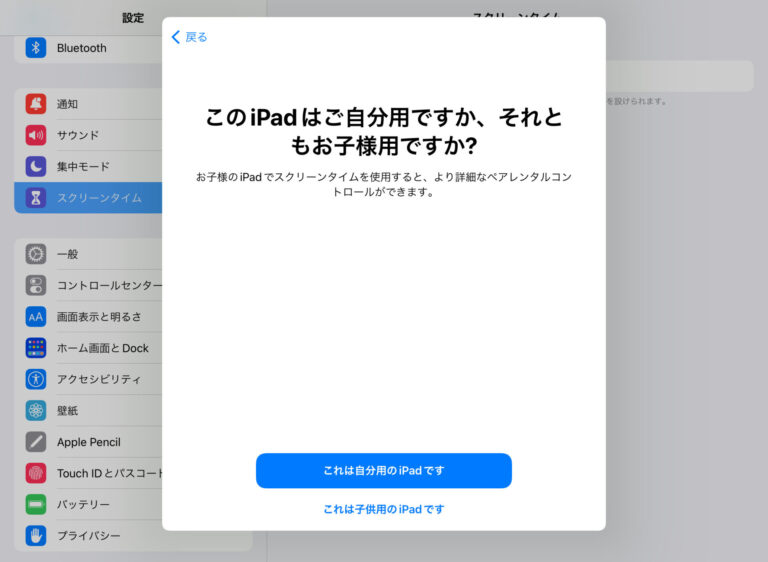 設定
Bluetooth
通知
サウンド
集中モード
スクリーンタイム
一般
コントロールセンター
画面表示と明るさ
AA
ホーム画面とDock
アクセシビリティ
壁紙
Apple Pencil
Touch IDとパスコード
バッテリー
プライバシー
戻る
このiPadはご自分用ですか、それと
もお子様用ですか?
お子様のiPadでスクリーンタイムを使用すると、より詳細なペアレンタルコン
トロールができます。
これは自分用のiPadです
これは子供用のiPadです
スクリーンタイム
を設けられます。